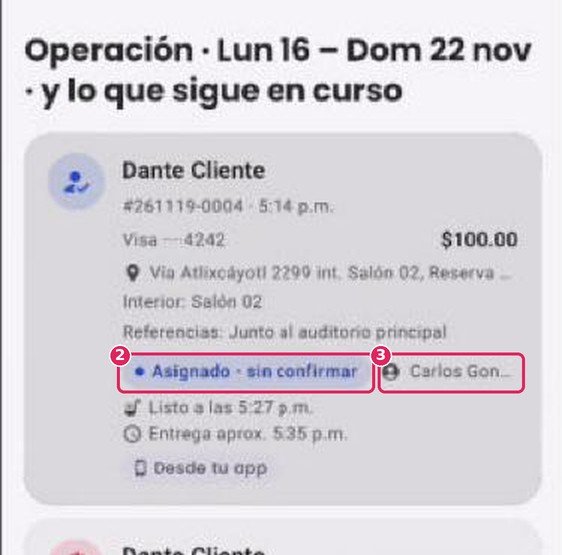 Operación · Lun 16 – Dom 22 nov
· y lo que sigue en curso
Dante Cliente
#261119-0004 · 5:14 p.m.
Visa ···· 4242
$100.00
Vía Atlixcáyotl 2299 int. Salón 02, Reserva ...
Interior: Salón 02
Referencias: Junto al auditorio principal
2 3
Asignado · sin confirmar Carlos Gon...
Listo a las 5:27 p.m.
Entrega aprox. 5:35 p.m.
Desde tu app
Dante Cliente